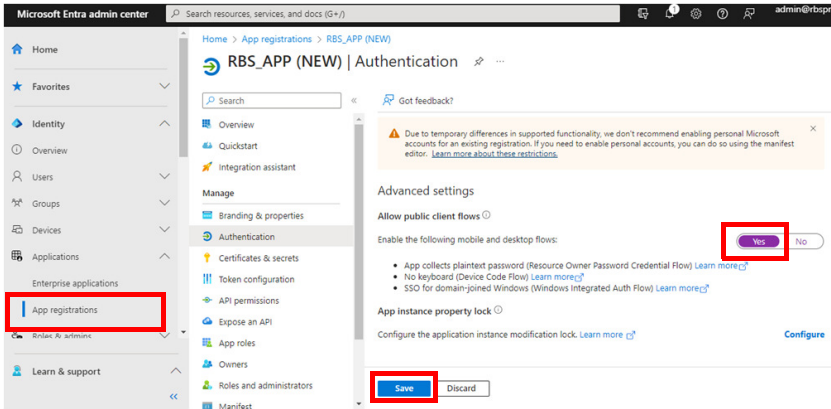 Microsoft Entra admin center
Search resources, services, and docs (G+/)
1
admin@rbspr
Home
Favorites
Identity
Overview
Users
Groups
Devices
Applications
Enterprise applications
App registrations
Roles & admins
Learn & support
Home > App registrations > RBS_APP (NEW)
RBS_APP (NEW) | Authentication
Search
Overview
Quickstart
Integration assistant
Manage
Branding & properties
Authentication
Certificates & secrets
Token configuration
API permissions
Expose an API
App roles
Owners
Roles and administrators
Manifest
Got feedback?
Due to temporary differences in supported functionality, we don't recommend enabling personal Microsoft
accounts for an existing registration. If you need to enable personal accounts, you can do so using the manifest
editor. Learn more about these restrictions.
Advanced settings
Allow public client flows
Enable the following mobile and desktop flows:
Yes No
• App collects plaintext password (Resource Owner Password Credential Flow) Learn more
• No keyboard (Device Code Flow) Learn more
• SSO for domain-joined Windows (Windows Integrated Auth Flow) Learn more
App instance property lock
Configure the application instance modification lock. Learn more
Configure
Save Discard